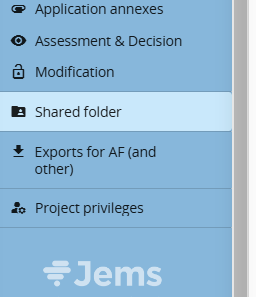 Application annexes
Assessment & Decision
Modification
Shared folder
Exports for AF (and
other)
Project privileges
Jems